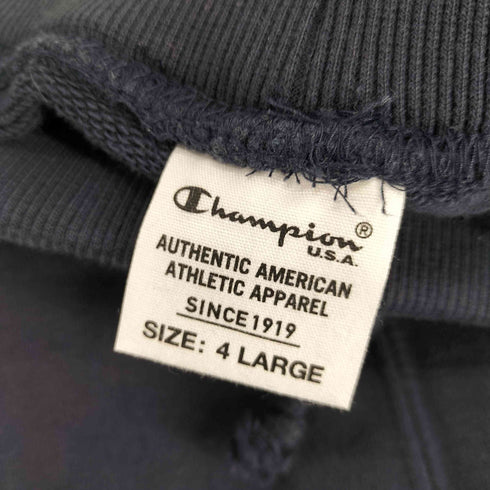 Champion®
U.S.A.
AUTHENTIC AMERICAN
ATHLETIC APPAREL
SINCE1919
SIZE: 4 LARGE